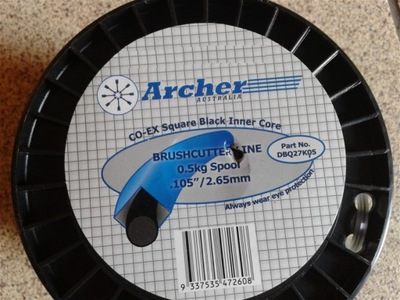 Archer
AUSTRALIA
CO-EX Square Black Inner Core
BRUSHCUTTER LINE
0.5kg Spool
.105"/2.65mm
Part No.
DBQ27K05
Always wear eye protection
9 337535 472608